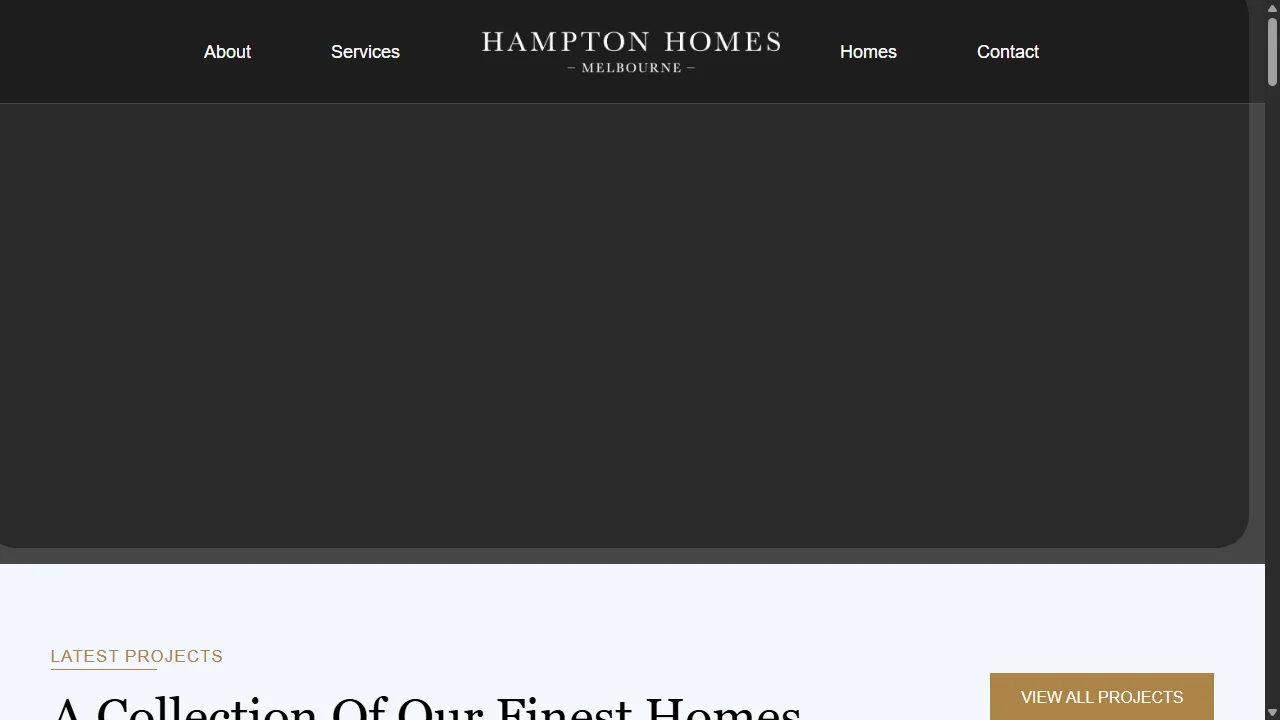 About
Services
HAMPTON HOMES
– MELBOURNE –
Homes
Contact
LATEST PROJECTS
A Collection Of Our Finest Homes
VIEW ALL PROJECTS